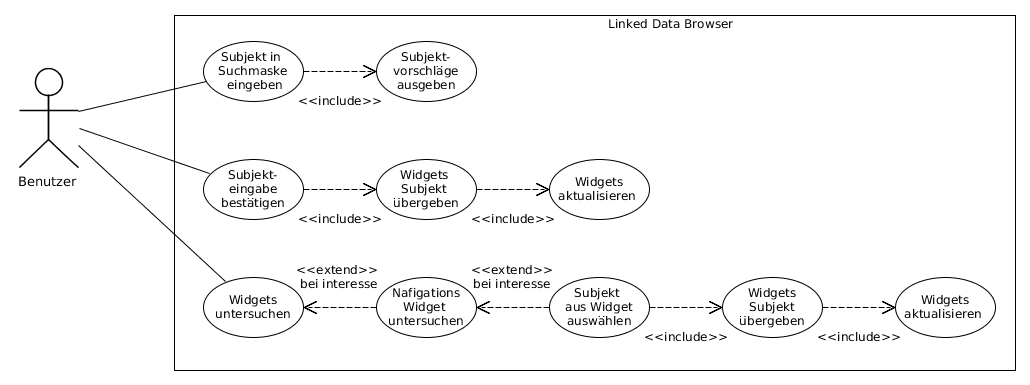 Linked Data Browser
Subjekt in
Suchmaske
eingeben
<<include>>
Subjekt-
vorschläge
ausgeben
Benutzer
Subjekt-
eingabe
bestätigen
<<include>>
Widgets
Subjekt
übergeben
<<include>>
Widgets
aktualisieren
Widgets
untersuchen
<<extend>>
bei interesse
Nafigations
Widget
untersuchen
<<extend>>
bei interesse
Subjekt
aus Widget
auswählen
<<include>>
Widgets
Subjekt
übergeben
<<include>>
Widgets
aktualisieren